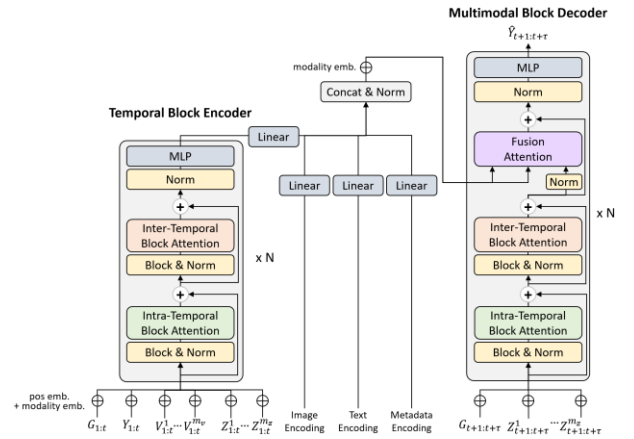 Multimodal Block Decoder
Ŷ_{t+1:t+τ}
MLP
Norm
Fusion
Attention
Norm
Inter-Temporal
Block Attention
Block & Norm
Intra-Temporal
Block Attention
Block & Norm
x N
G_{t+1:t+τ} Z^1_{t+1:t+τ} ... Z^{m_z}_{t+1:t+τ}
modality emb.
Concat & Norm
Linear
Linear
Linear
Linear
Image
Encoding
Text
Encoding
Metadata
Encoding
Temporal Block Encoder
MLP
Norm
Inter-Temporal
Block Attention
Block & Norm
Intra-Temporal
Block Attention
Block & Norm
x N
pos emb.
+ modality emb.
G_{1:t} Y_{1:t} V^1_{1:t} ... V^{m_v}_{1:t} Z^1_{1:t} ... Z^{m_z}_{1:t}